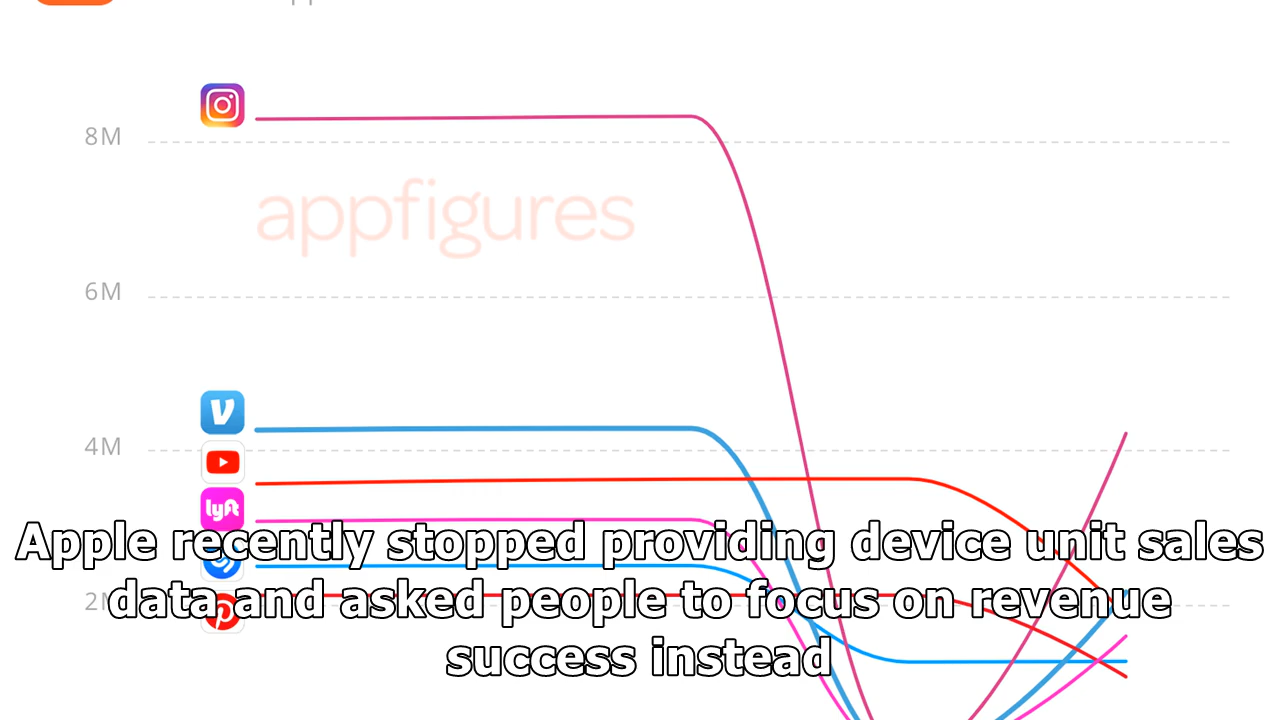 8M
appfigures
6M
4M
lyft
Apple recently stopped providing device unit sales
data and asked people to focus on revenue
success instead